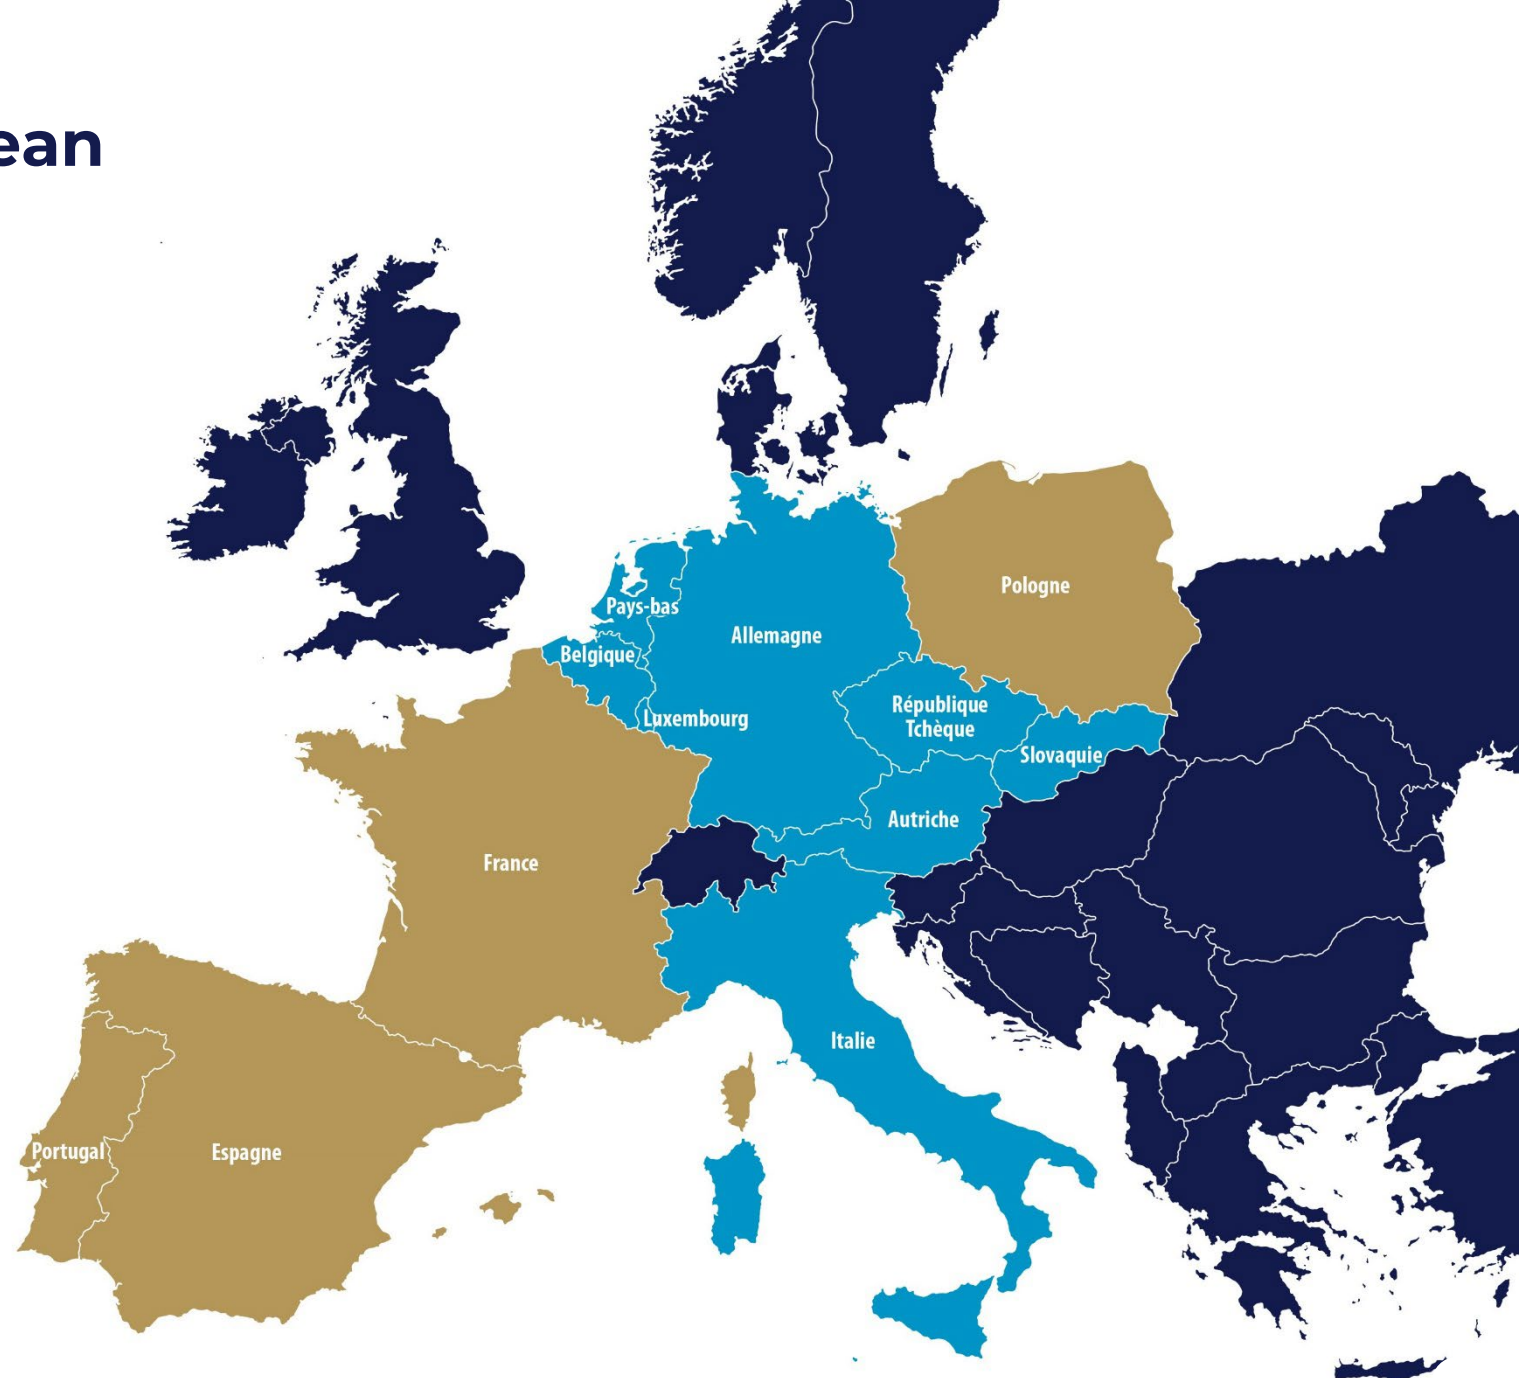 ean
Pologne
Pays-bas
Allemagne
Belgique
République
Tchèque
Luxembourg
Slovaquie
Autriche
France
Italie
Portugal
Espagne